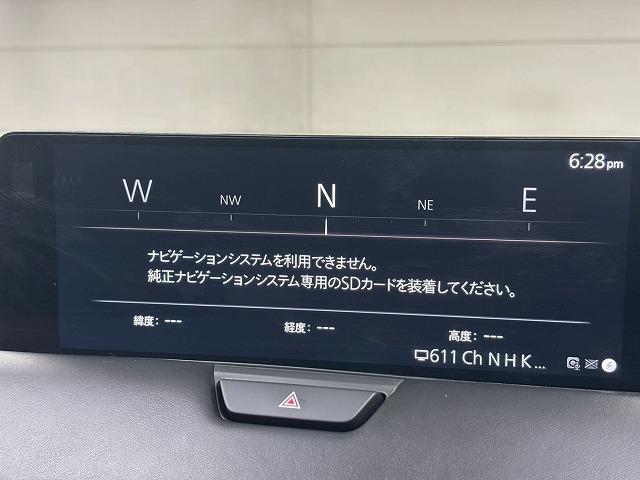 6:28pm
W NW N NE E
ナビゲーションシステムを利用できません。
純正ナビゲーションシステム専用のSDカードを装着してください。
緯度: --- 経度: --- 高度: ---
611 Ch N H K...